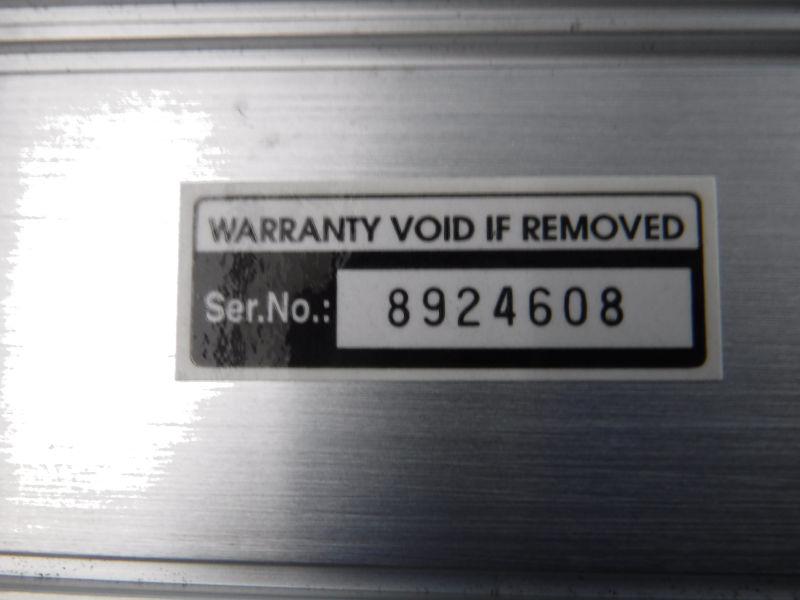 WARRANTY VOID IF REMOVED
Ser.No.: 8924608